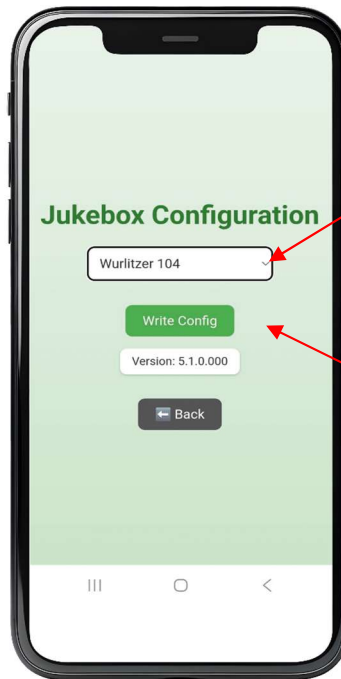 Jukebox Configuration
Wurlitzer 104
Write Config
Version: 5.1.0.000
Back